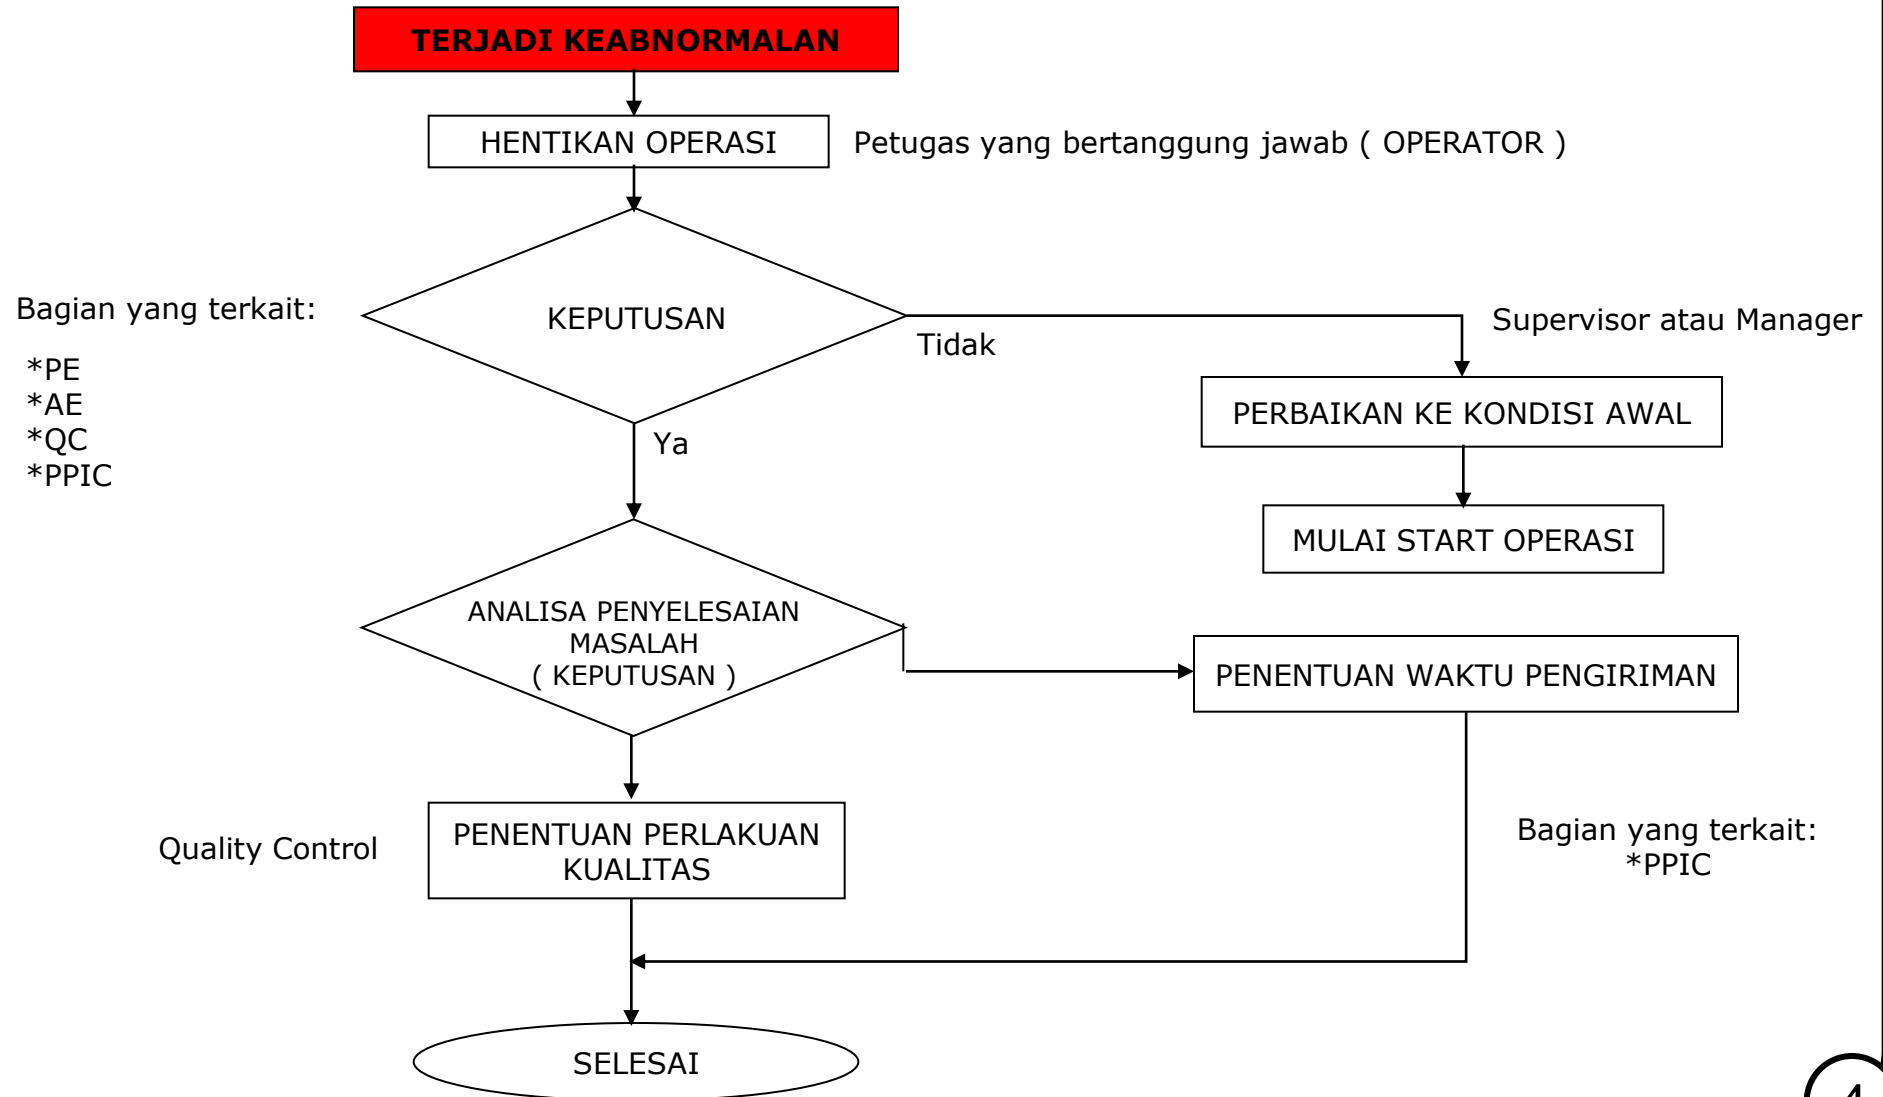 TERJADI KEABNORMALAN
HENTIKAN OPERASI
Petugas yang bertanggung jawab ( OPERATOR )
Bagian yang terkait:
*PE
*AE
*QC
*PPIC
KEPUTUSAN
Tidak
Supervisor atau Manager
PERBAIKAN KE KONDISI AWAL
Ya
MULAI START OPERASI
ANALISA PENYELESAIAN
MASALAH
( KEPUTUSAN )
PENENTUAN WAKTU PENGIRIMAN
Quality Control
PENENTUAN PERLAKUAN
KUALITAS
Bagian yang terkait:
*PPIC
SELESAI
4